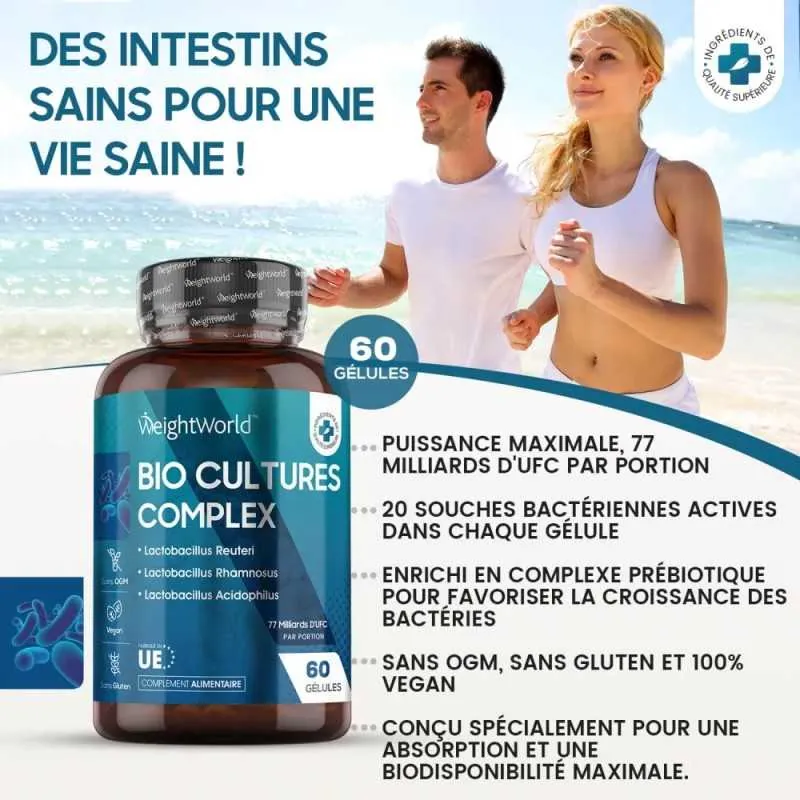 DES INTESTINS
SAINS POUR UNE
VIE SAINE !
INGRÉDIENTS DE
QUALITÉ SUPÉRIEURE
WeightWorld
60
GÉLULES
WeightWorld™
BIO CULTURES
COMPLEX
• Lactobacillus Reuteri
• Lactobacillus Rhamnosus
• Lactobacillus Acidophilus
Sans OGM
Vegan
Sans Gluten
77 Milliards D'UFC
PAR PORTION
UE
COMPLÉMENT ALIMENTAIRE
60
GÉLULES
PUISSANCE MAXIMALE, 77
MILLIARDS D'UFC PAR PORTION
20 SOUCHES BACTÉRIENNES ACTIVES
DANS CHAQUE GÉLULE
ENRICHI EN COMPLEXE PRÉBIOTIQUE
POUR FAVORISER LA CROISSANCE DES
BACTÉRIES
SANS OGM, SANS GLUTEN ET 100%
VEGAN
CONÇU SPÉCIALEMENT POUR UNE
ABSORPTION ET UNE
BIODISPONIBILITÉ MAXIMALE.